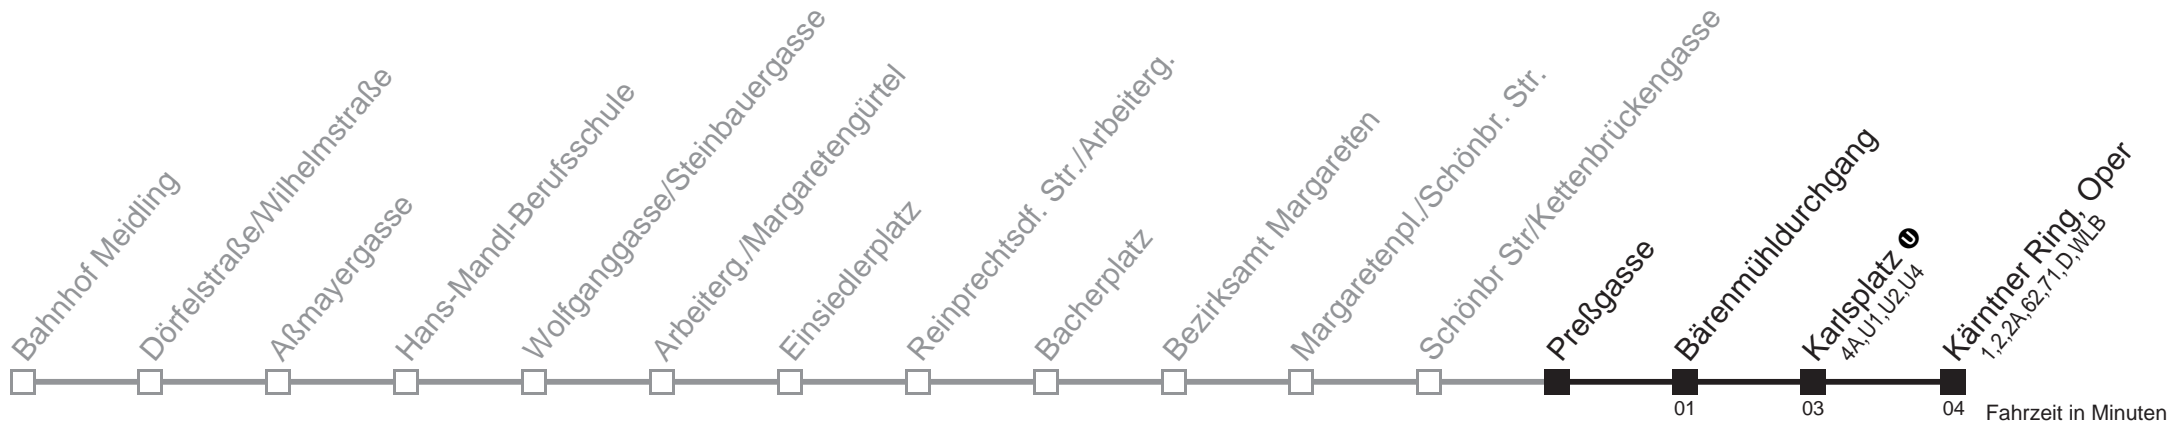 Bahnhof Meidling
Dörfelstraße/Wilhelmstraße
Aßmayergasse
Hans-Mandl-Berufsschule
Wolfganggasse/Steinbauergasse
Arbeiterg./Margaretengürtel
Einsiedlerplatz
Reinprechtsdf. Str./Arbeiterg.
Bacherplatz
Bezirksamt Margareten
Margaretenpl./Schönbr. Str.
Schönbr Str/Kettenbrückengasse
Preßgasse
Bärenmühldurchgang
Karlsplatz U
4A,U1,U2,U4
Kärntner Ring, Oper
1,2,2A,62,71,D,WLB
01
03
04
Fahrzeit in Minuten